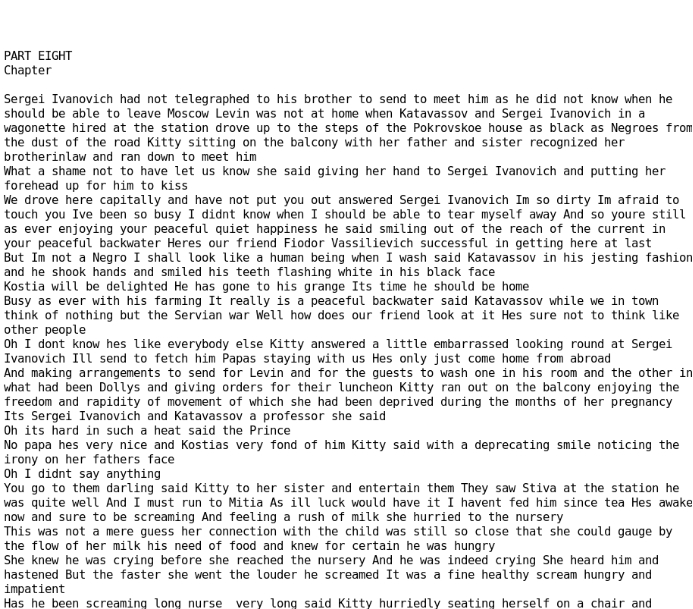 PART EIGHT
Chapter
Sergei Ivanovich had not telegraphed to his brother to send to meet him as he did not know when he
should be able to leave Moscow Levin was not at home when Katavassov and Sergei Ivanovich in a
wagonette hired at the station drove up to the steps of the Pokrovskoe house as black as Negroes from
the dust of the road Kitty sitting on the balcony with her father and sister recognized her
brotherinlaw and ran down to meet him
What a shame not to have let us know she said giving her hand to Sergei Ivanovich and putting her
forehead up for him to kiss
We drove here capitally and have not put you out answered Sergei Ivanovich Im so dirty Im afraid to
touch you Ive been so busy I didnt know when I should be able to tear myself away And so youre still
as ever enjoying your peaceful quiet happiness he said smiling out of the reach of the current in
your peaceful backwater Heres our friend Fiodor Vassilievich successful in getting here at last
But Im not a Negro I shall look like a human being when I wash said Katavassov in his jesting fashion
and he shook hands and smiled his teeth flashing white in his black face
Kostia will be delighted He has gone to his grange Its time he should be home
Busy as ever with his farming It really is a peaceful backwater said Katavassov while we in town
think of nothing but the Servian war Well how does our friend look at it Hes sure not to think like
other people
Oh I dont know hes like everybody else Kitty answered a little embarrassed looking round at Sergei
Ivanovich Ill send to fetch him Papas staying with us Hes only just come home from abroad
And making arrangements to send for Levin and for the guests to wash one in his room and the other in
what had been Dollys and giving orders for their luncheon Kitty ran out on the balcony enjoying the
freedom and rapidity of movement of which she had been deprived during the months of her pregnancy
Its Sergei Ivanovich and Katavassov a professor she said
Oh its hard in such a heat said the Prince
No papa hes very nice and Kostias very fond of him Kitty said with a deprecating smile noticing the
irony on her fathers face
Oh I didnt say anything
You go to them darling said Kitty to her sister and entertain them They saw Stiva at the station he
was quite well And I must run to Mitia As ill luck would have it I havent fed him since tea Hes awake
now and sure to be screaming And feeling a rush of milk she hurried to the nursery
This was not a mere guess her connection with the child was still so close that she could gauge by
the flow of her milk his need of food and knew for certain he was hungry
She knew he was crying before she reached the nursery And he was indeed crying She heard him and
hastened But the faster she went the louder he screamed It was a fine healthy scream hungry and
impatient
Has he been screaming long nurse  very long said Kitty hurriedly seating herself on a chair and